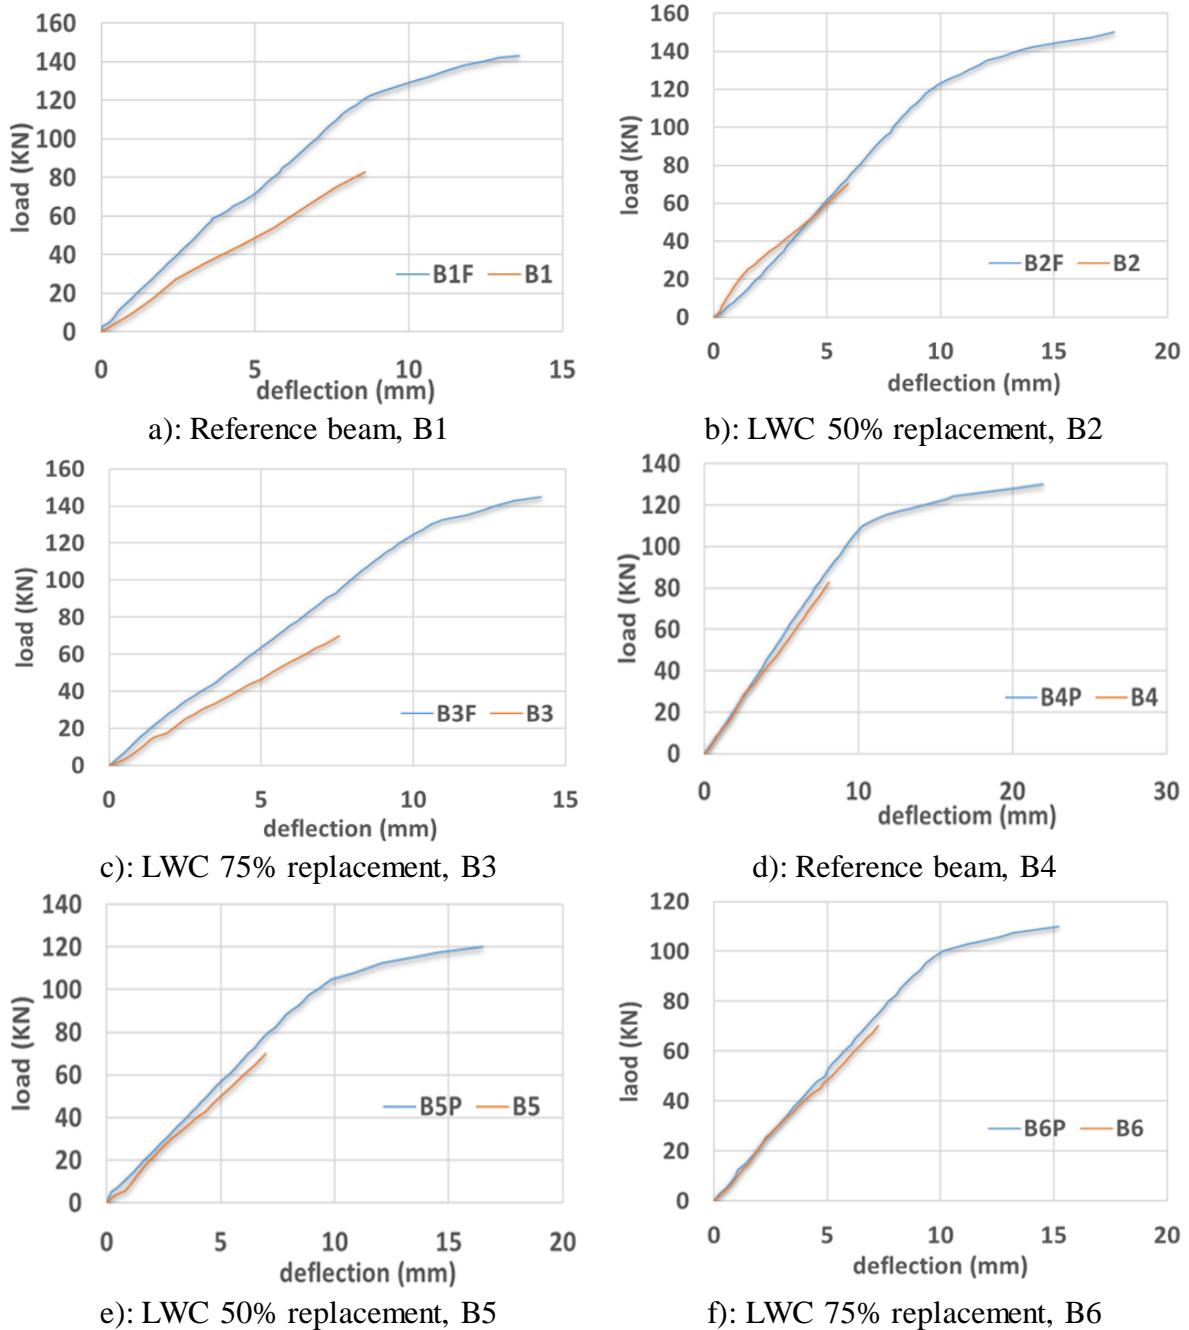 160
140
120
100
80
60
40
20
0
load (KN)
B1F B1
0 5 10 15
deflection (mm)
a): Reference beam, B1
160
140
120
100
80
60
40
20
0
load (KN)
B2F B2
0 5 10 15 20
deflection (mm)
b): LWC 50% replacement, B2
160
140
120
100
80
60
40
20
0
load (KN)
B3F B3
0 5 10 15
deflection (mm)
c): LWC 75% replacement, B3
140
120
100
80
60
40
20
0
load (KN)
B4P B4
0 10 20 30
deflectiom (mm)
d): Reference beam, B4
140
120
100
80
60
40
20
0
load (KN)
B5P B5
0 5 10 15 20
deflection (mm)
e): LWC 50% replacement, B5
120
100
80
60
40
20
0
laod (KN)
B6P B6
0 5 10 15 20
deflection (mm)
f): LWC 75% replacement, B6